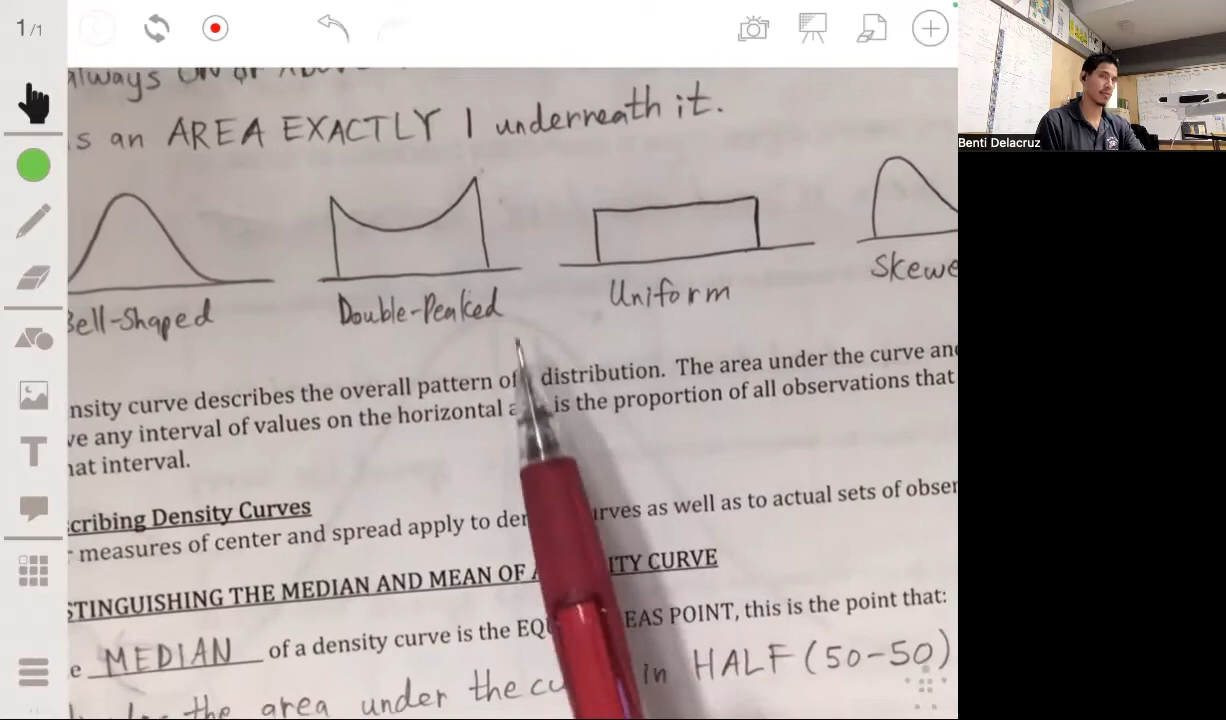 1/1
always ON or
s an AREA EXACTLY 1 underneath it.
Bell-Shaped
Double-Peaked
Uniform
Skewe
nsity curve describes the overall pattern of distribution. The area under the curve and
ve any interval of values on the horizontal a is the proportion of all observations that
hat interval.
cribing Density Curves
r measures of center and spread apply to den urves as well as to actual sets of obser
STINGUISHING THE MEDIAN AND MEAN OF A ITY CURVE
e MEDIAN of a density curve is the EQU EAS POINT, this is the point that:
the area under the cu in HALF (50-50)
T
Benti Delacruz